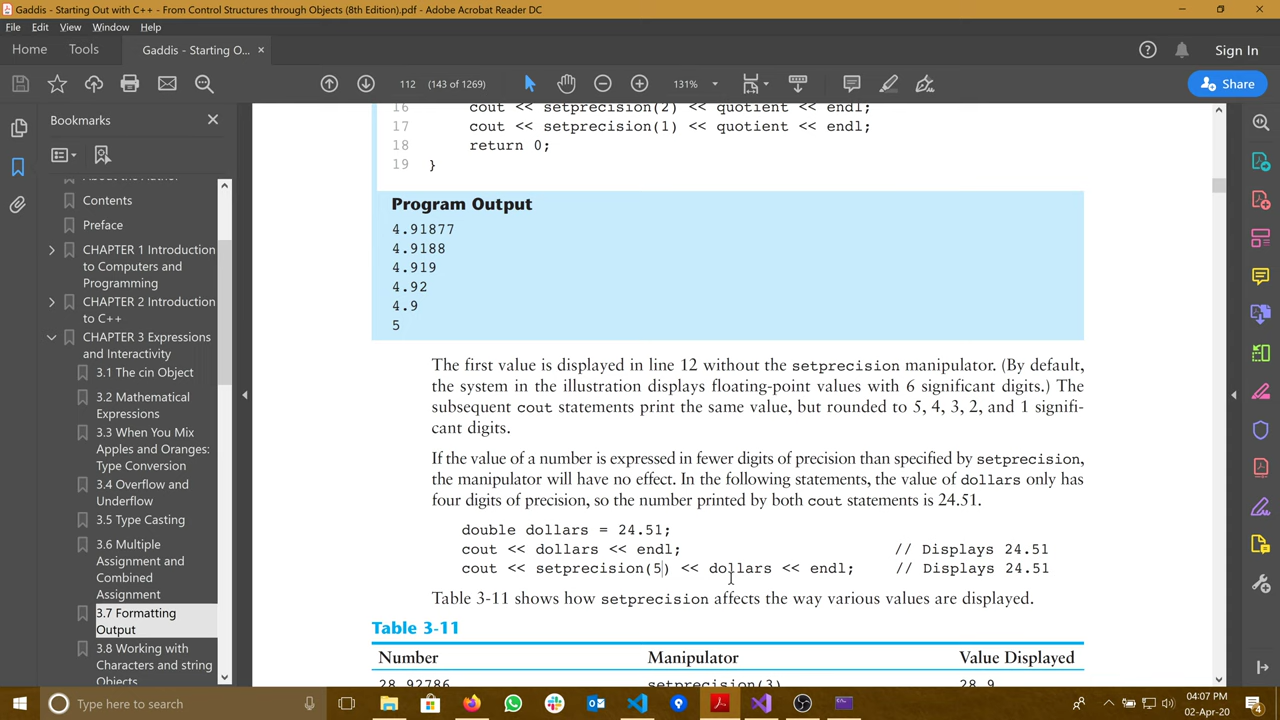 Gaddis - Starting Out with C++ - From Control Structures through Objects (8th Edition).pdf - Adobe Acrobat Reader DC
File Edit View Window Help
Home Tools Gaddis - Starting O... × Sign In
112 (143 of 1269) 131% Share
Bookmarks
Contents
Preface
CHAPTER 1 Introduction
to Computers and
Programming
CHAPTER 2 Introduction
to C++
CHAPTER 3 Expressions
and Interactivity
3.1 The cin Object
3.2 Mathematical
Expressions
3.3 When You Mix
Apples and Oranges:
Type Conversion
3.4 Overflow and
Underflow
3.5 Type Casting
3.6 Multiple
Assignment and
Combined
Assignment
3.7 Formatting
Output
3.8 Working with
Characters and string
Objects
16 cout << setprecision(2) << quotient << endl;
17 cout << setprecision(1) << quotient << endl;
18 return 0;
19 }
Program Output
4.91877
4.9188
4.919
4.92
4.9
5
The first value is displayed in line 12 without the setprecision manipulator. (By default,
the system in the illustration displays floating-point values with 6 significant digits.) The
subsequent cout statements print the same value, but rounded to 5, 4, 3, 2, and 1 signifi-
cant digits.
If the value of a number is expressed in fewer digits of precision than specified by setprecision,
the manipulator will have no effect. In the following statements, the value of dollars only has
four digits of precision, so the number printed by both cout statements is 24.51.
double dollars = 24.51;
cout << dollars << endl; // Displays 24.51
cout << setprecision(5) << dollars << endl; // Displays 24.51
Table 3-11 shows how setprecision affects the way various values are displayed.
Table 3-11
Number Manipulator Value Displayed
28.92786 setprecision(3) 28.9
Type here to search
04:07 PM
02-Apr-20
4